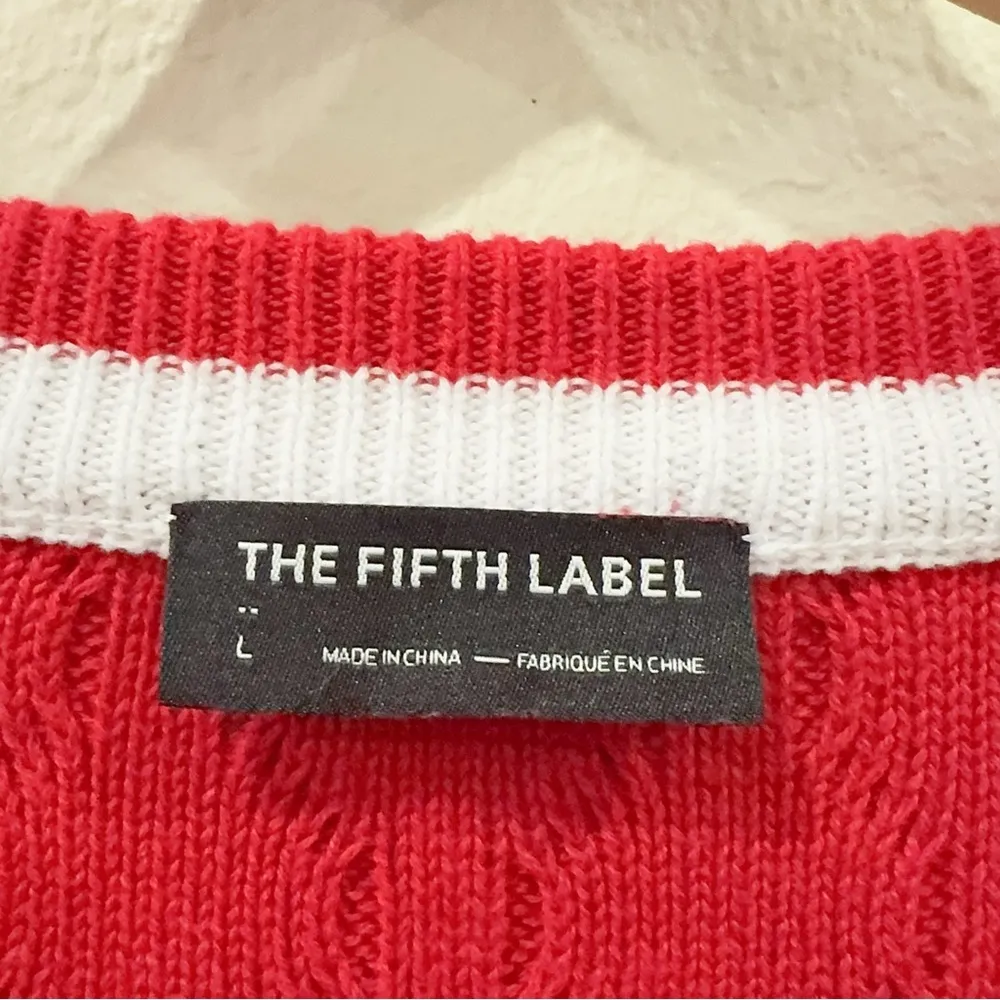 THE FIFTH LABEL
L
MADE IN CHINA — FABRIQUÉ EN CHINE